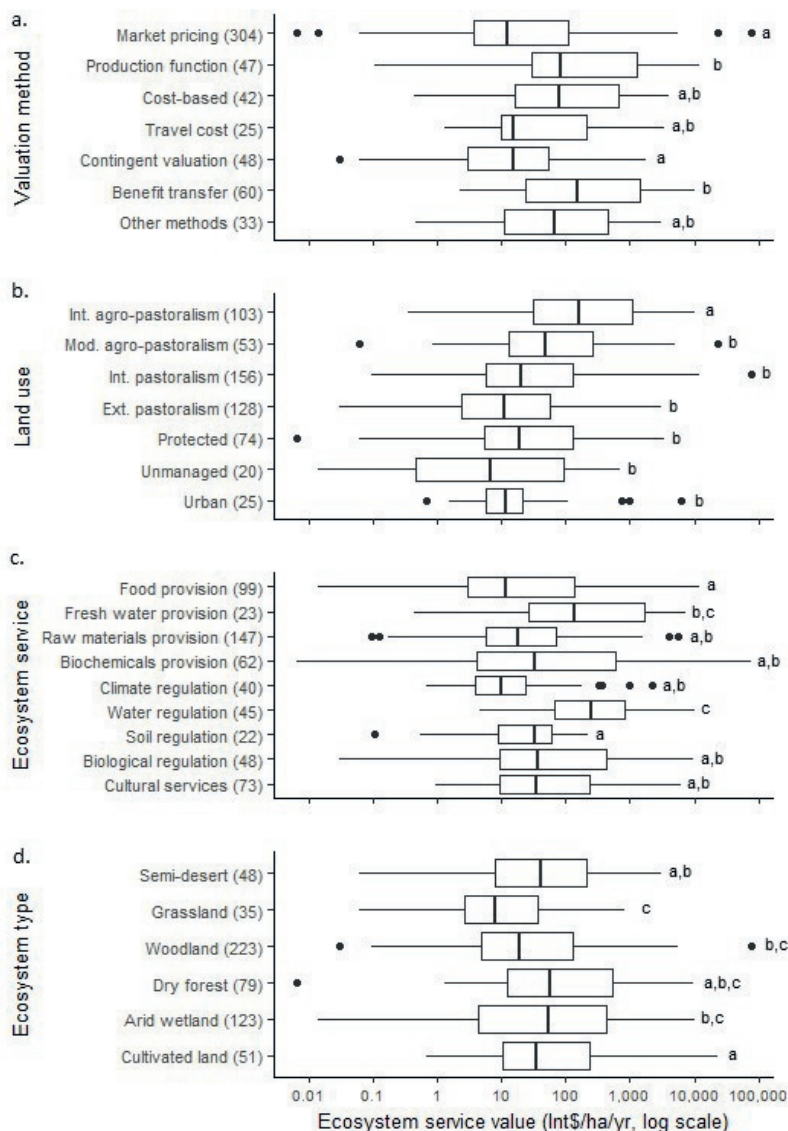 a.
Valuation method
Market pricing (304)
a
Production function (47)
b
Cost-based (42)
a,b
Travel cost (25)
a,b
Contingent valuation (48)
a
Benefit transfer (60)
b
Other methods (33)
a,b
b.
Land use
Int. agro-pastoralism (103)
a
Mod. agro-pastoralism (53)
b
Int. pastoralism (156)
b
Ext. pastoralism (128)
b
Protected (74)
b
Unmanaged (20)
b
Urban (25)
b
c.
Ecosystem service
Food provision (99)
a
Fresh water provision (23)
b,c
Raw materials provision (147)
a,b
Biochemicals provision (62)
a,b
Climate regulation (40)
a,b
Water regulation (45)
c
Soil regulation (22)
a
Biological regulation (48)
a,b
Cultural services (73)
a,b
d.
Ecosystem type
Semi-desert (48)
a,b
Grassland (35)
c
Woodland (223)
b,c
Dry forest (79)
a,b,c
Arid wetland (123)
b,c
Cultivated land (51)
a
0.01 0.1 1 10 100 1,000 10,000 100,000
Ecosystem service value (Int$/ha/yr, log scale)